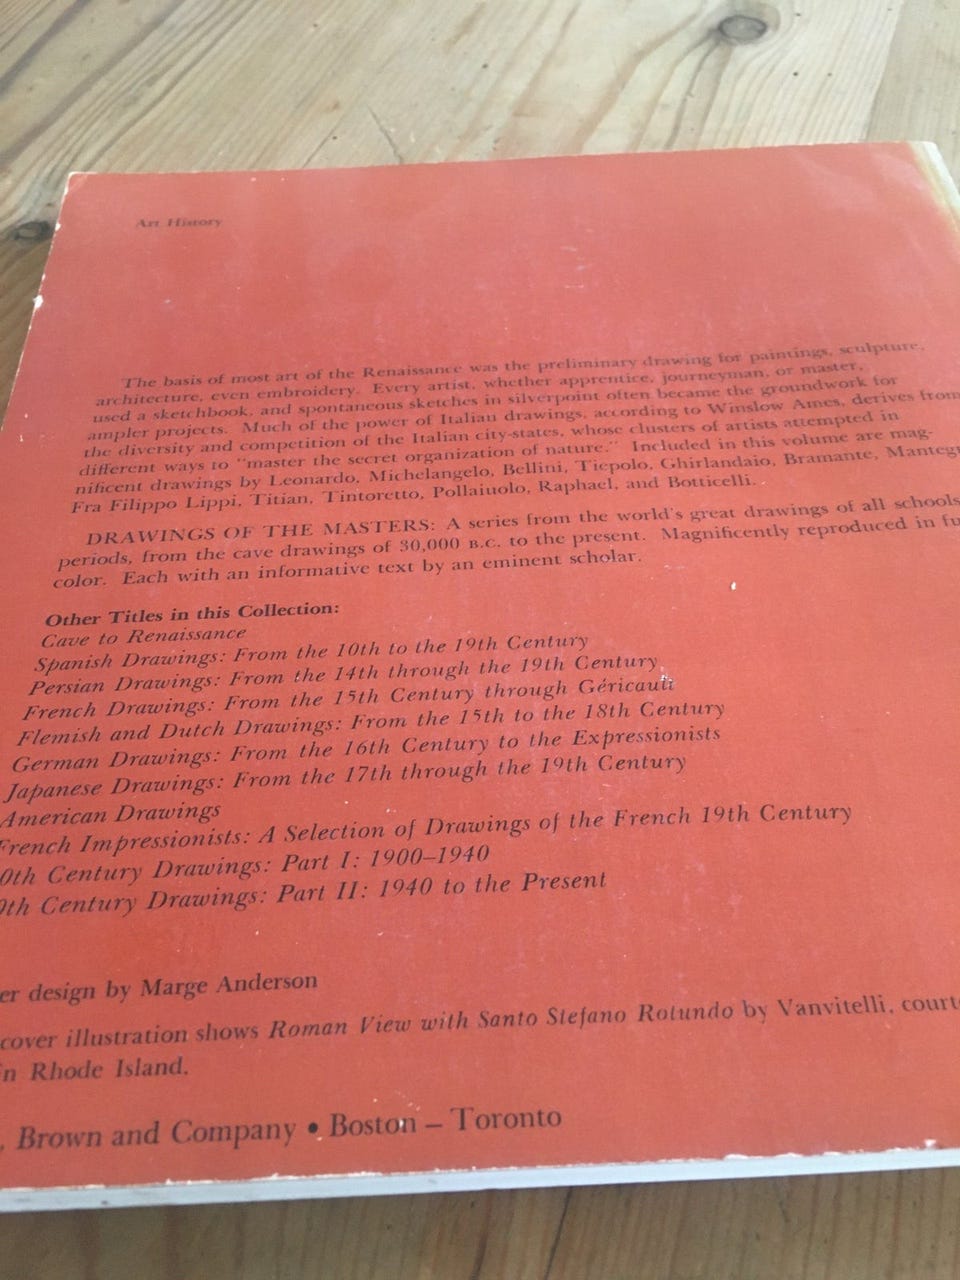 Art History
The basis of most art of the Renaissance was the preliminary drawing for paintings, sculpture,
architecture, even embroidery. Every artist, whether apprentice, journeyman, or master,
used a sketchbook, and spontaneous sketches in silverpoint often became the groundwork for
ampler projects. Much of the power of Italian drawings, according to Winslow Ames, derives from
the diversity and competition of the Italian city-states, whose clusters of artists attempted in
different ways to "master the secret organization of nature." Included in this volume are mag-
nificent drawings by Leonardo, Michelangelo, Bellini, Tiepolo, Ghirlandaio, Bramante, Mantegn
Fra Filippo Lippi, Titian, Tintoretto, Pollaiuolo, Raphael, and Botticelli.
DRAWINGS OF THE MASTERS: A series from the world's great drawings of all schools
periods, from the cave drawings of 30,000 B.C. to the present. Magnificently reproduced in fu
color. Each with an informative text by an eminent scholar.
Other Titles in this Collection:
Cave to Renaissance
Spanish Drawings: From the 10th to the 19th Century
Persian Drawings: From the 14th through the 19th Century
French Drawings: From the 15th Century through Géricault
Flemish and Dutch Drawings: From the 15th to the 18th Century
German Drawings: From the 16th Century to the Expressionists
Japanese Drawings: From the 17th through the 19th Century
American Drawings
French Impressionists: A Selection of Drawings of the French 19th Century
0th Century Drawings: Part I: 1900–1940
0th Century Drawings: Part II: 1940 to the Present
er design by Marge Anderson
cover illustration shows Roman View with Santo Stefano Rotundo by Vanvitelli, court
in Rhode Island.
, Brown and Company • Boston – Toronto